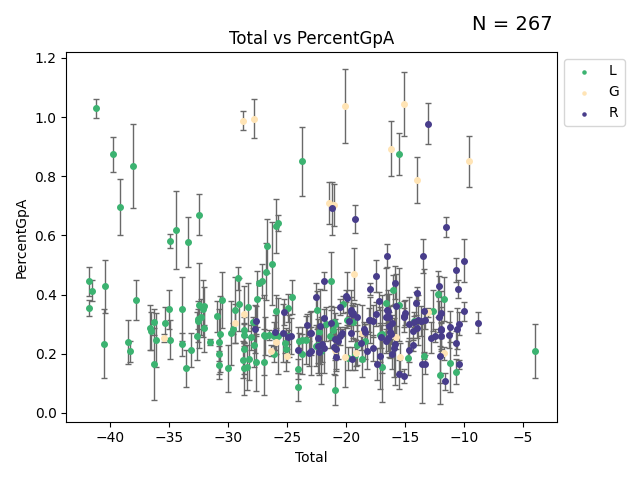 N = 267
Total vs PercentGpA
1.2
1.0
0.8
0.6
0.4
0.2
0.0
PercentGpA
−40 −35 −30 −25 −20 −15 −10 −5
Total
L
G
R